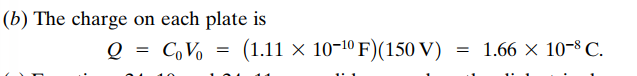 (b) The charge on each plate is
Q = C₀V₀ = (1.11 × 10⁻¹⁰ F)(150 V) = 1.66 × 10⁻⁸ C.